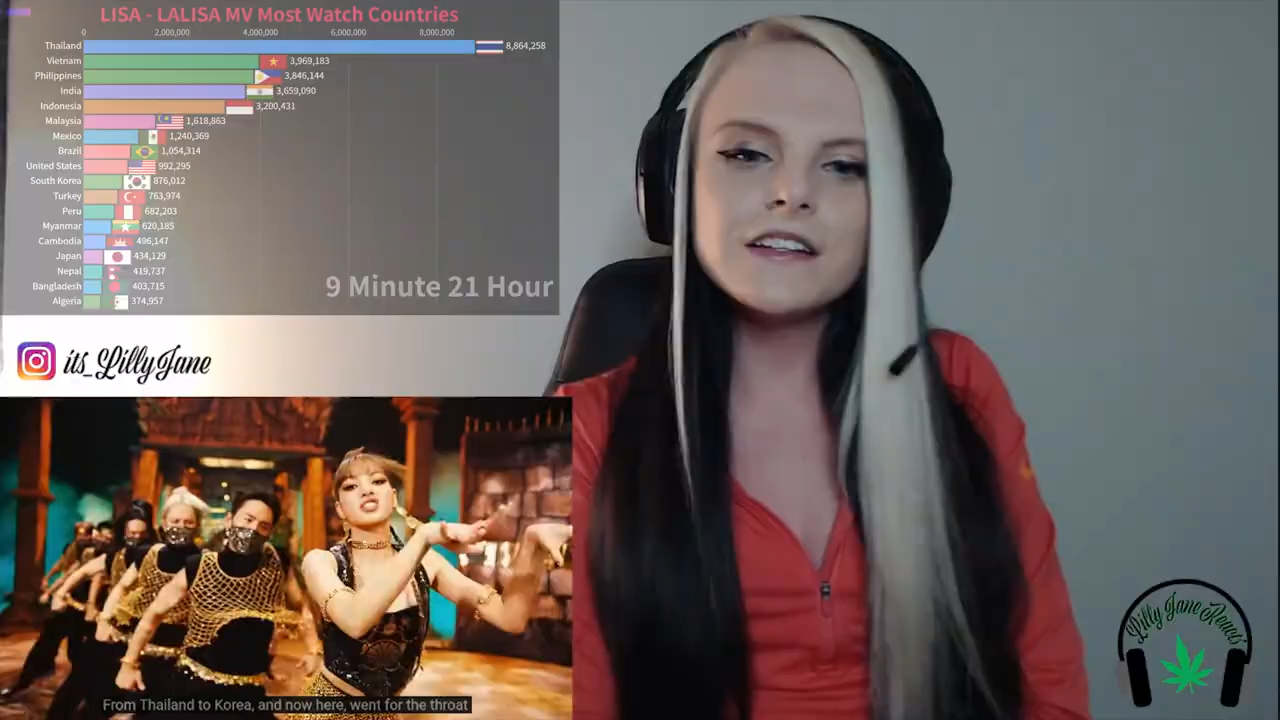 LISA - LALISA MV Most Watch Countries
0 2,000,000 4,000,000 6,000,000 8,000,000
Thailand 8,864,258
Vietnam 3,969,183
Philippines 3,846,144
India 3,659,090
Indonesia 3,200,431
Malaysia 1,618,863
Mexico 1,240,369
Brazil 1,054,314
United States 992,295
South Korea 876,012
Turkey 763,974
Peru 682,203
Myanmar 620,185
Cambodia 496,147
Japan 434,129
Nepal 419,737
Bangladesh 403,715
Algeria 374,957
9 Minute 21 Hour
its_LillyJane
From Thailand to Korea, and now here, went for the throat
Lilly Jane Reacts